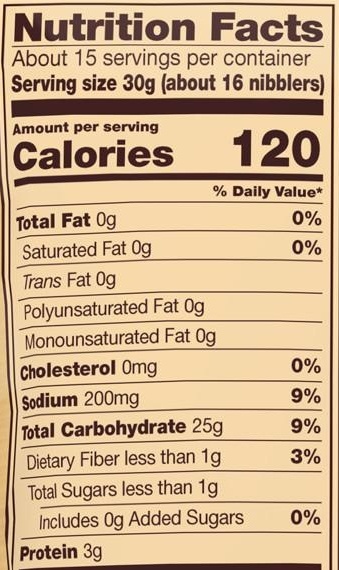 Nutrition Facts
About 15 servings per container
Serving size 30g (about 16 nibblers)
Amount per serving
Calories 120
% Daily Value*
Total Fat 0g 0%
Saturated Fat 0g 0%
Trans Fat 0g
Polyunsaturated Fat 0g
Monounsaturated Fat 0g
Cholesterol 0mg 0%
Sodium 200mg 9%
Total Carbohydrate 25g 9%
Dietary Fiber less than 1g 3%
Total Sugars less than 1g
Includes 0g Added Sugars 0%
Protein 3g